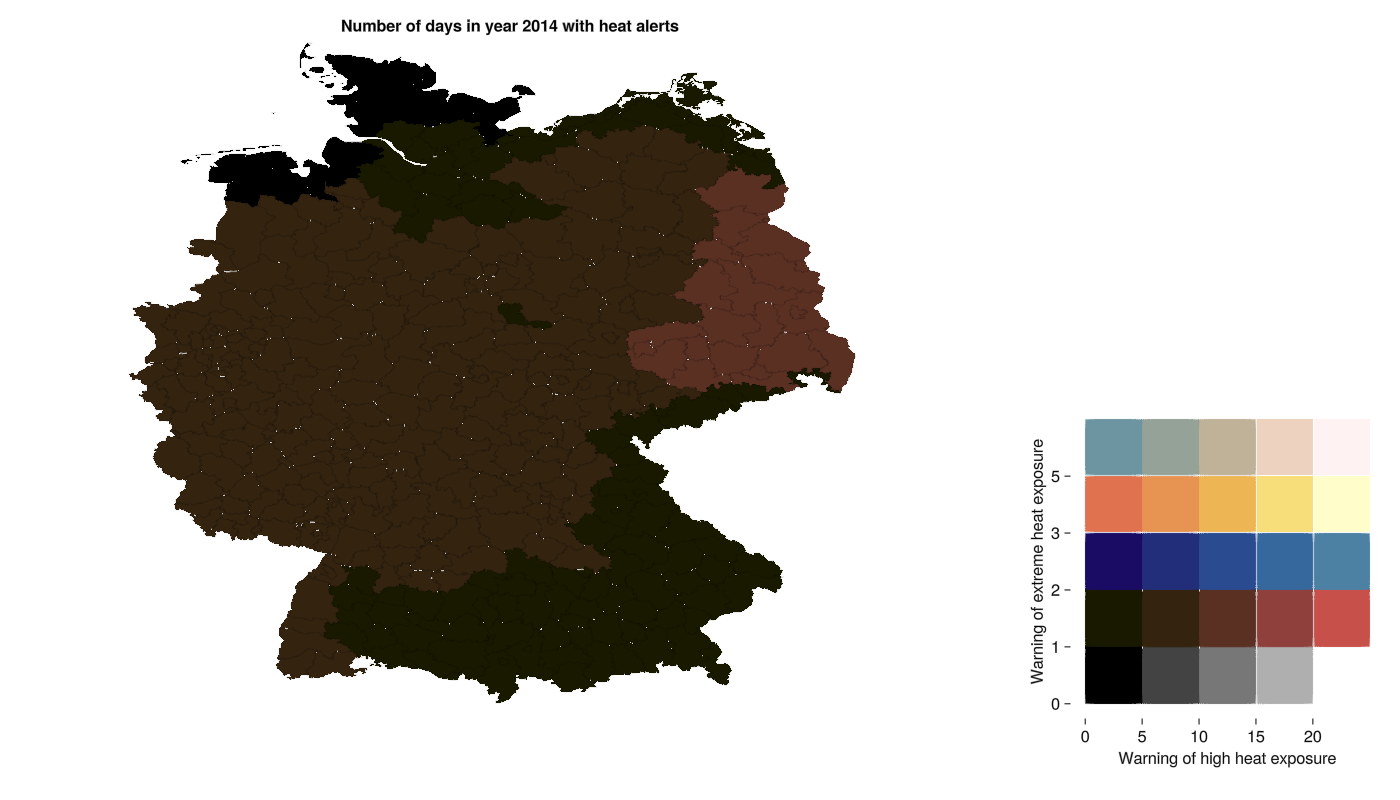 Number of days in year 2014 with heat alerts
Warning of extreme heat exposure
5
3
2
1
0
0 5 10 15 20
Warning of high heat exposure